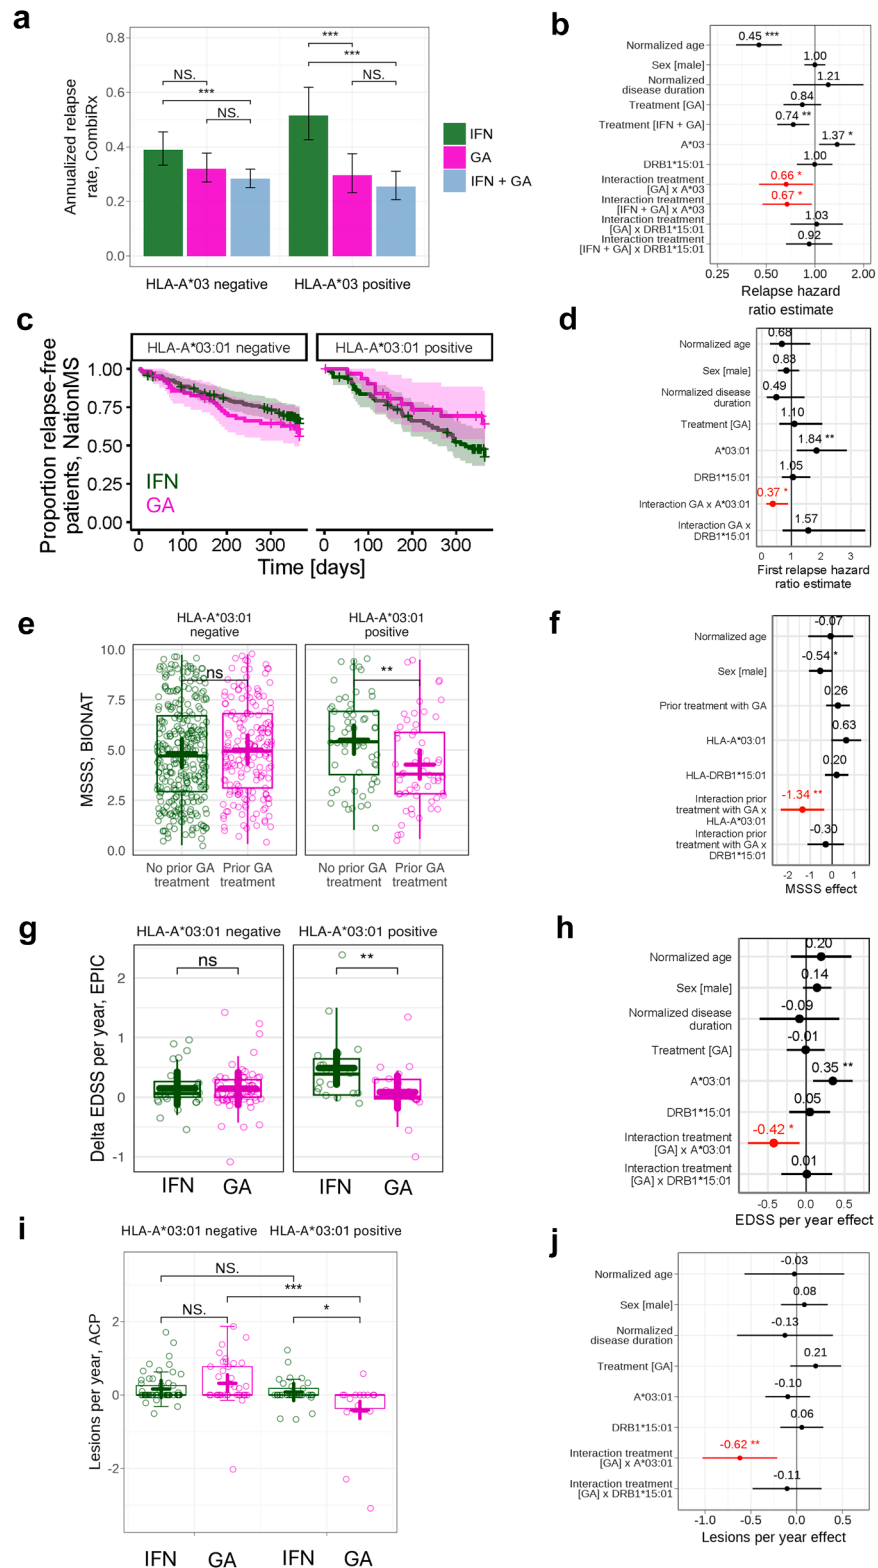 a
Annualized relapse
rate, CombiRx
0.8
0.6
0.4
0.2
0.0
NS.
***
NS.
***
***
NS.
HLA-A*03 negative
HLA-A*03 positive
IFN
GA
IFN + GA
b
Normalized age
0.45 ***
Sex [male]
1.00
Normalized
disease duration
1.21
Treatment [GA]
0.84
Treatment [IFN + GA]
0.74 **
A*03
1.37 *
DRB1*15:01
1.00
Interaction treatment
[GA] x A*03
0.66 *
Interaction treatment
[IFN + GA] x A*03
0.67 *
Interaction treatment
[GA] x DRB1*15:01
1.03
Interaction treatment
[IFN + GA] x DRB1*15:01
0.92
0.25 0.50 1.00 2.00
Relapse hazard
ratio estimate
c
HLA-A*03:01 negative
HLA-A*03:01 positive
Proportion relapse-free
patients, NationMS
1.00
0.75
0.50
0.25
0.00
IFN
GA
0 100 200 300
0 100 200 300
Time [days]
d
Normalized age
0.68
Sex [male]
0.83
Normalized disease
duration
0.49
Treatment [GA]
1.10
A*03:01
1.84 **
DRB1*15:01
1.05
Interaction GA x A*03:01
0.37 *
Interaction GA x
DRB1*15:01
1.57
0 1 2 3
First relapse hazard
ratio estimate
e
HLA-A*03:01
negative
HLA-A*03:01
positive
MSSS, BIONAT
10.0
7.5
5.0
2.5
0.0
ns
**
No prior GA
treatment
Prior GA
treatment
No prior GA
treatment
Prior GA
treatment
f
Normalized age
-0.07
Sex [male]
-0.54 *
Prior treatment with GA
0.26
HLA-A*03:01
0.63
HLA-DRB1*15:01
0.20
Interaction prior
treatment with GA x
HLA-A*03:01
-1.34 **
Interaction prior
treatment with GA x
DRB1*15:01
-0.30
-2 -1 0 1
MSSS effect
g
HLA-A*03:01 negative
HLA-A*03:01 positive
Delta EDSS per year, EPIC
2
1
0
-1
ns
**
IFN GA IFN GA
h
Normalized age
0.20
Sex [male]
0.14
Normalized disease
duration
-0.09
Treatment [GA]
-0.01
A*03:01
0.35 **
DRB1*15:01
0.05
Interaction treatment
[GA] x A*03:01
-0.42 *
Interaction treatment
[GA] x DRB1*15:01
0.01
-0.5 0.0 0.5
EDSS per year effect
i
HLA-A*03:01 negative
HLA-A*03:01 positive
Lesions per year, ACP
2
0
-2
NS.
***
NS.
*
IFN GA IFN GA
j
Normalized age
-0.03
Sex [male]
0.08
Normalized
disease duration
-0.13
Treatment [GA]
0.21
A*03:01
-0.10
DRB1*15:01
0.06
Interaction treatment
[GA] x A*03:01
-0.62 **
Interaction treatment
[GA] x DRB1*15:01
-0.11
-1.0 -0.5 0.0 0.5
Lesions per year effect